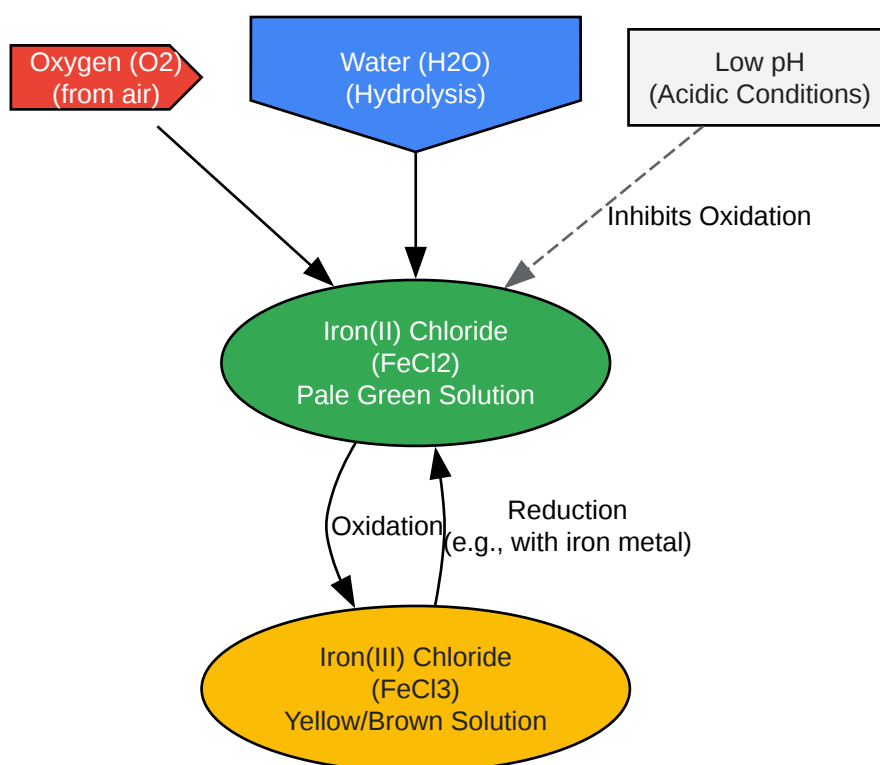 Oxygen (O2)
(from air)
Water (H2O)
(Hydrolysis)
Low pH
(Acidic Conditions)
Inhibits Oxidation
Iron(II) Chloride
(FeCl2)
Pale Green Solution
Oxidation
Reduction
(e.g., with iron metal)
Iron(III) Chloride
(FeCl3)
Yellow/Brown Solution